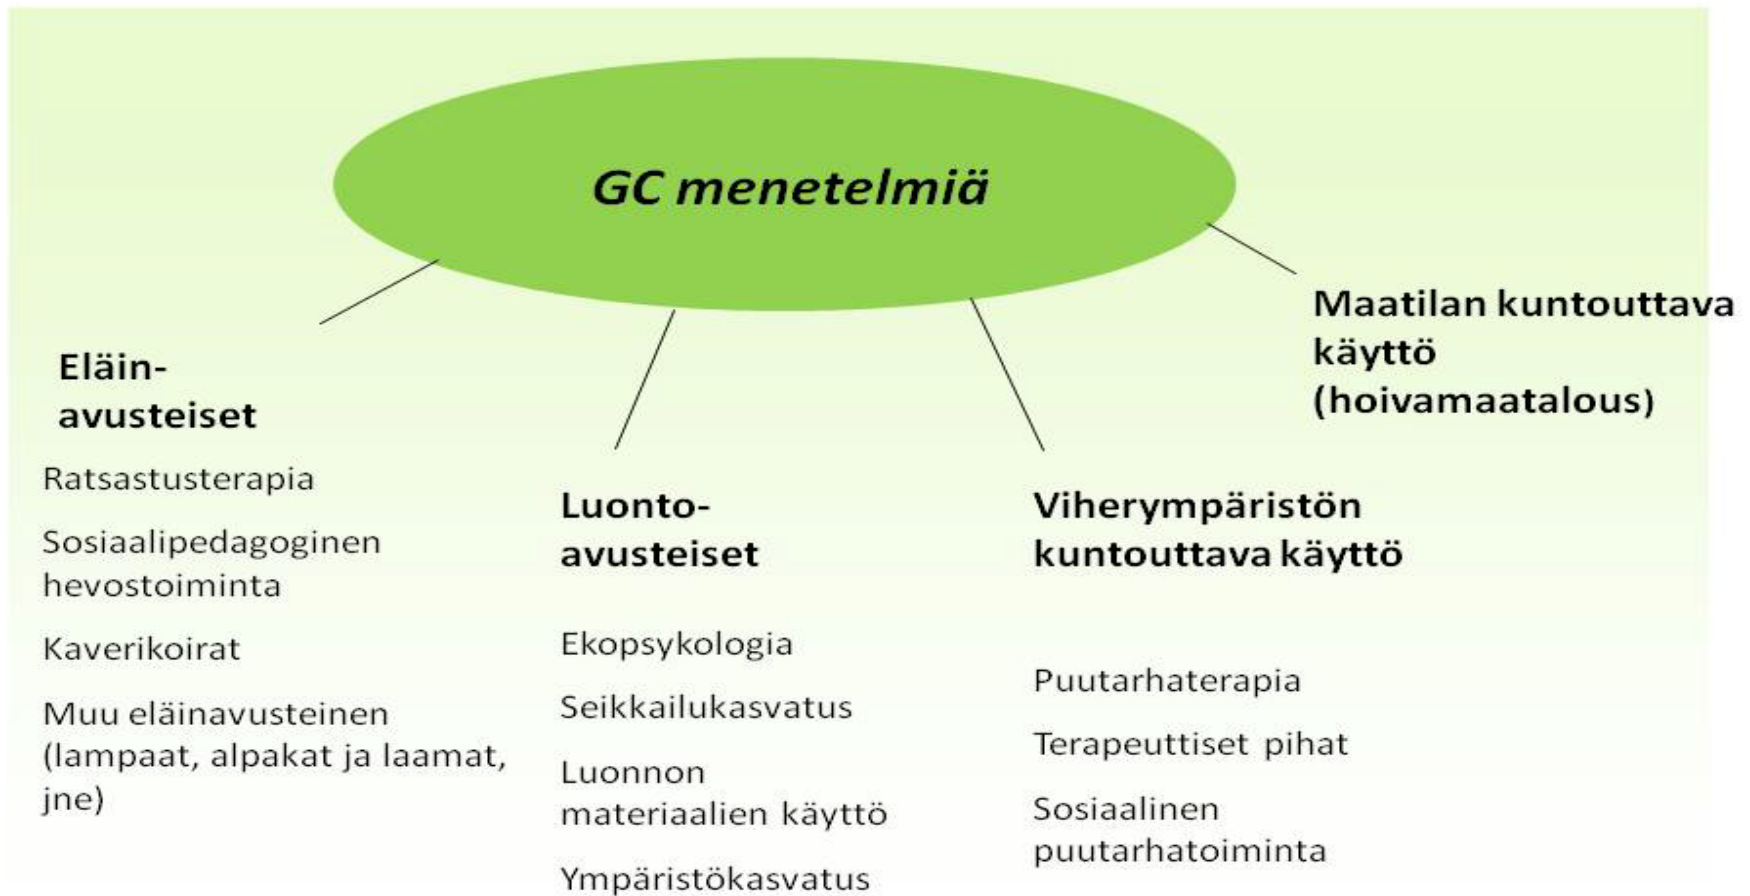 GC menetelmiä
Eläin-
avusteiset
Ratsastusterapia
Sosiaalipedagoginen
hevostoiminta
Kaverikoirat
Muu eläinavusteinen
(lampaat, alpakat ja laamat,
jne)
Luonto-
avusteiset
Ekopsykologia
Seikkailukasvatus
Luonnon
materiaalien käyttö
Ympäristökasvatus
Viherympäristön
kuntouttava käyttö
Puutarhaterapia
Terapeuttiset pihat
Sosiaalinen
puutarhatoiminta
Maatilan kuntouttava
käyttö
(hoivamaatalous)